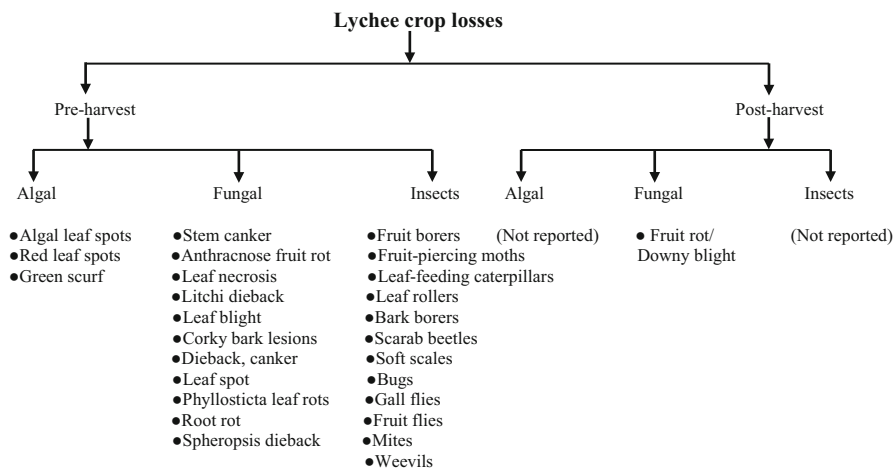 Lychee crop losses
Pre-harvest
Post-harvest
Algal
Fungal
Insects
Algal
Fungal
Insects
●Algal leaf spots
●Red leaf spots
●Green scurf
●Stem canker
●Anthracnose fruit rot
●Leaf necrosis
●Litchi dieback
●Leaf blight
●Corky bark lesions
●Dieback, canker
●Leaf spot
●Phyllosticta leaf rots
●Root rot
●Spheropsis dieback
●Fruit borers
●Fruit-piercing moths
●Leaf-feeding caterpillars
●Leaf rollers
●Bark borers
●Scarab beetles
●Soft scales
●Bugs
●Gall flies
●Fruit flies
●Mites
●Weevils
(Not reported)
● Fruit rot/
Downy blight
(Not reported)